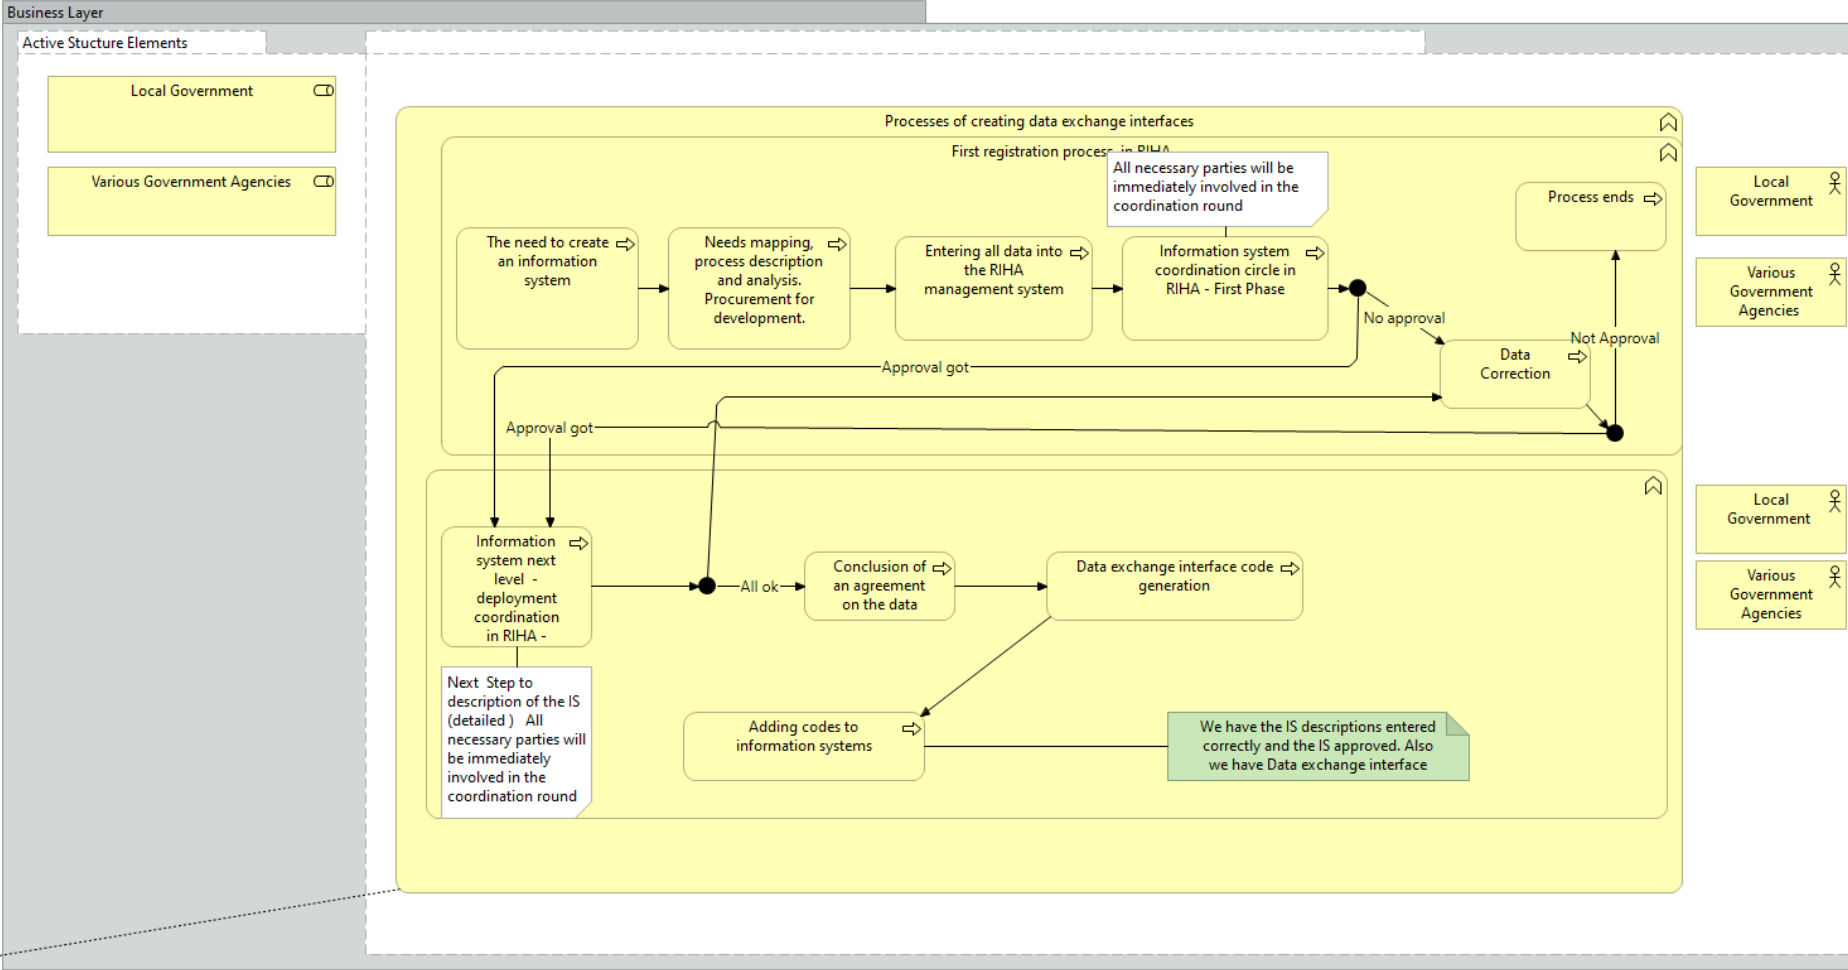 Business Layer
Active Stucture Elements
Local Government
Various Government Agencies
Processes of creating data exchange interfaces
First registration process in RIHA
All necessary parties will be
immediately involved in the
coordination round
Process ends
Local
Government
Various
Government
Agencies
The need to create
an information
system
Needs mapping,
process description
and analysis.
Procurement for
development.
Entering all data into
the RIHA
management system
Information system
coordination circle in
RIHA - First Phase
No approval
Not Approval
Data
Correction
Approval got
Approval got
Information
system next
level -
deployment
coordination
in RIHA -
All ok
Conclusion of
an agreement
on the data
Data exchange interface code
generation
Local
Government
Various
Government
Agencies
Next Step to
description of the IS
(detailed ) All
necessary parties will
be immediately
involved in the
coordination round
Adding codes to
information systems
We have the IS descriptions entered
correctly and the IS approved. Also
we have Data exchange interface